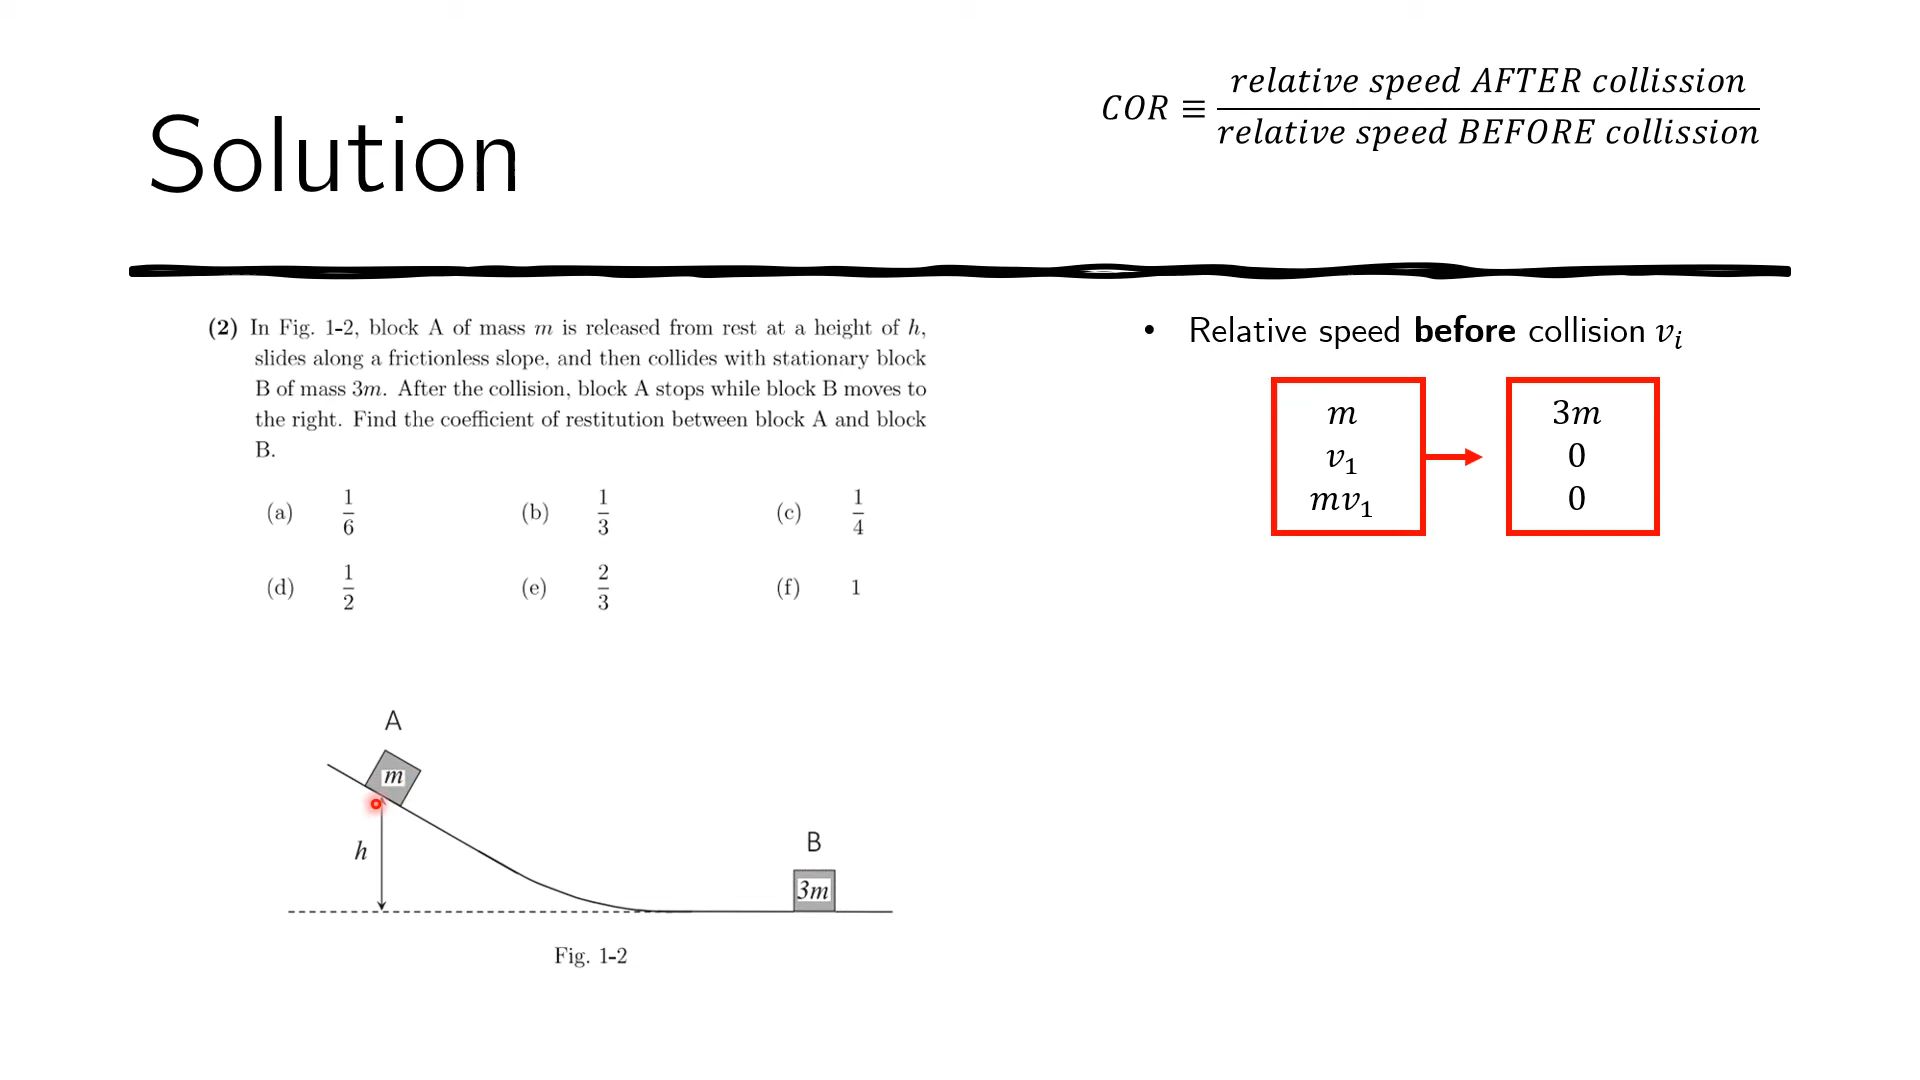 Solution
COR ≡ relative speed AFTER collission / relative speed BEFORE collission
(2) In Fig. 1-2, block A of mass m is released from rest at a height of h,
slides along a frictionless slope, and then collides with stationary block
B of mass 3m. After the collision, block A stops while block B moves to
the right. Find the coefficient of restitution between block A and block
B.
(a) 1/6 (b) 1/3 (c) 1/4
(d) 1/2 (e) 2/3 (f) 1
A
m
h
B
3m
Fig. 1-2
• Relative speed before collision vᵢ
m
v₁
mv₁
3m
0
0